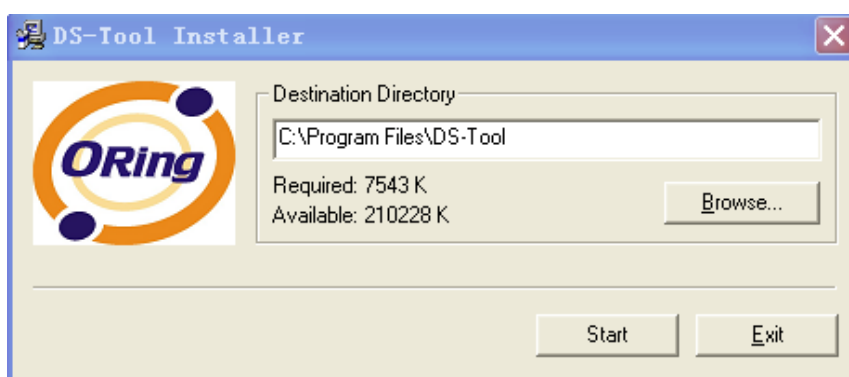 DS-Tool Installer
ORing
Destination Directory
C:\Program Files\DS-Tool
Required: 7543 K
Available: 210228 K
Browse...
Start
Exit